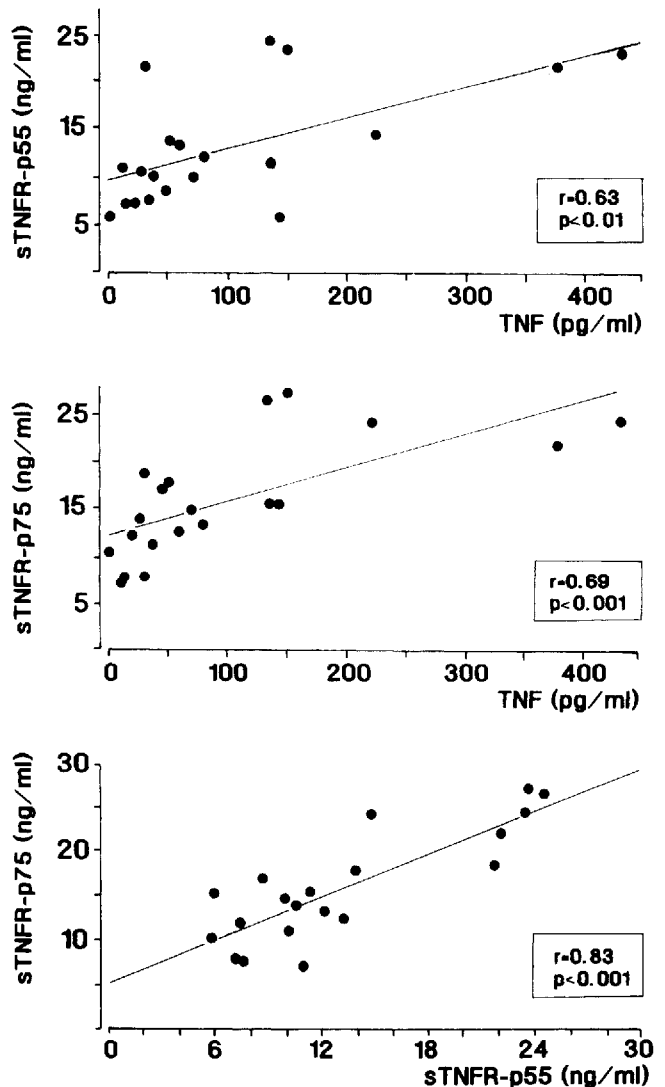 sTNFR-p55 (ng/ml)
25
15
5
r=0.63
p<0.01
0 100 200 300 400
TNF (pg/ml)
sTNFR-p75 (ng/ml)
25
15
5
r=0.69
p<0.001
0 100 200 300 400
TNF (pg/ml)
sTNFR-p75 (ng/ml)
30
20
10
r=0.83
p<0.001
0 6 12 24 30
sTNFR-p55 (ng/ml)